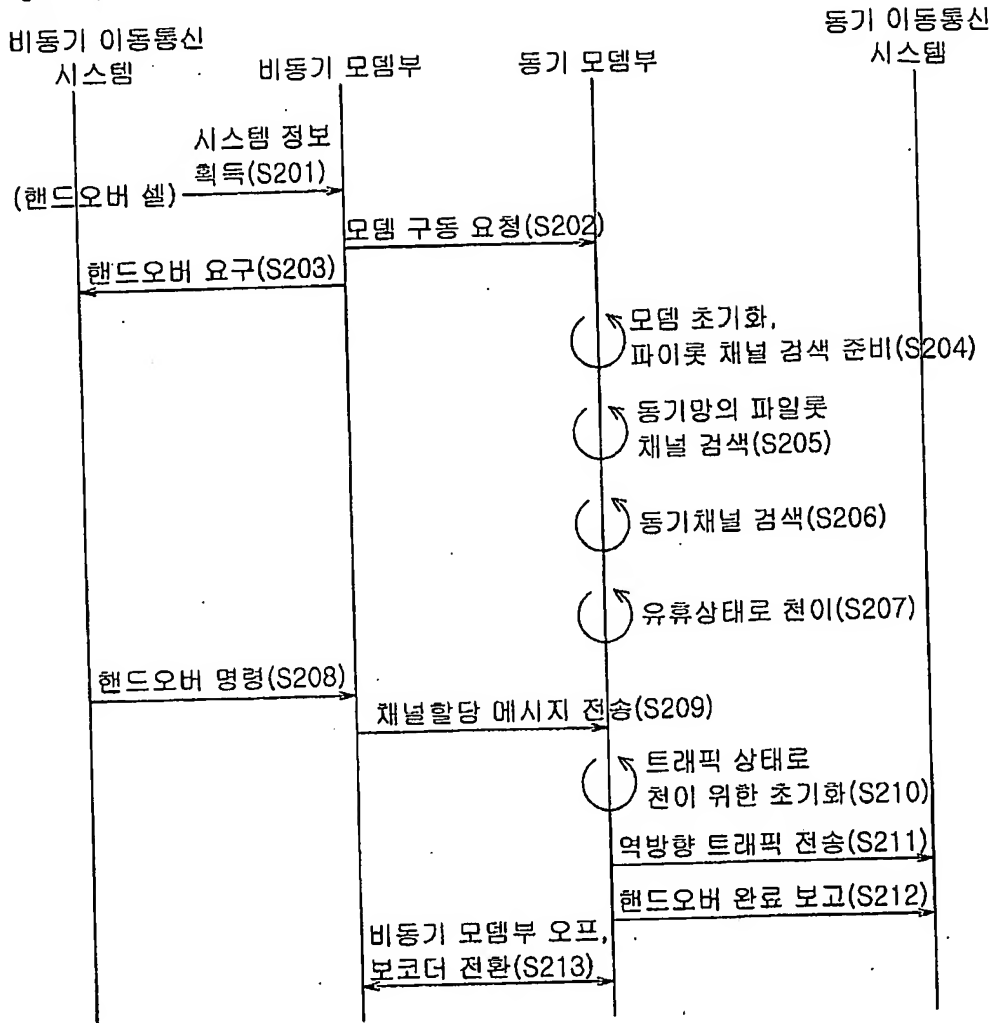 비동기 이동통신
시스템
비동기 모뎀부
동기 모뎀부
동기 이동통신
시스템
시스템 정보
획득(S201)
(핸드오버 셀)
모뎀 구동 요청(S202)
핸드오버 요구(S203)
모뎀 초기화,
파이롯 채널 검색 준비(S204)
동기망의 파일롯
채널 검색(S205)
동기채널 검색(S206)
유휴상태로 천이(S207)
핸드오버 명령(S208)
채널할당 메시지 전송(S209)
트래픽 상태로
천이 위한 초기화(S210)
역방향 트래픽 전송(S211)
핸드오버 완료 보고(S212)
비동기 모뎀부 오프,
보코더 전환(S213)